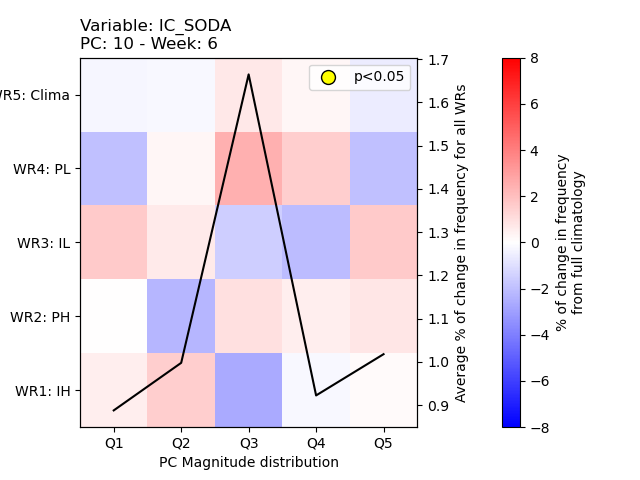 Variable: IC_SODA
PC: 10 - Week: 6
p<0.05
WR5: Clima
WR4: PL
WR3: IL
WR2: PH
WR1: IH
Q1 Q2 Q3 Q4 Q5
PC Magnitude distribution
1.7
1.6
1.5
1.4
1.3
1.2
1.1
1.0
0.9
Average % of change in frequency for all WRs
8
6
4
2
0
−2
−4
−6
−8
% of change in frequency
from full climatology